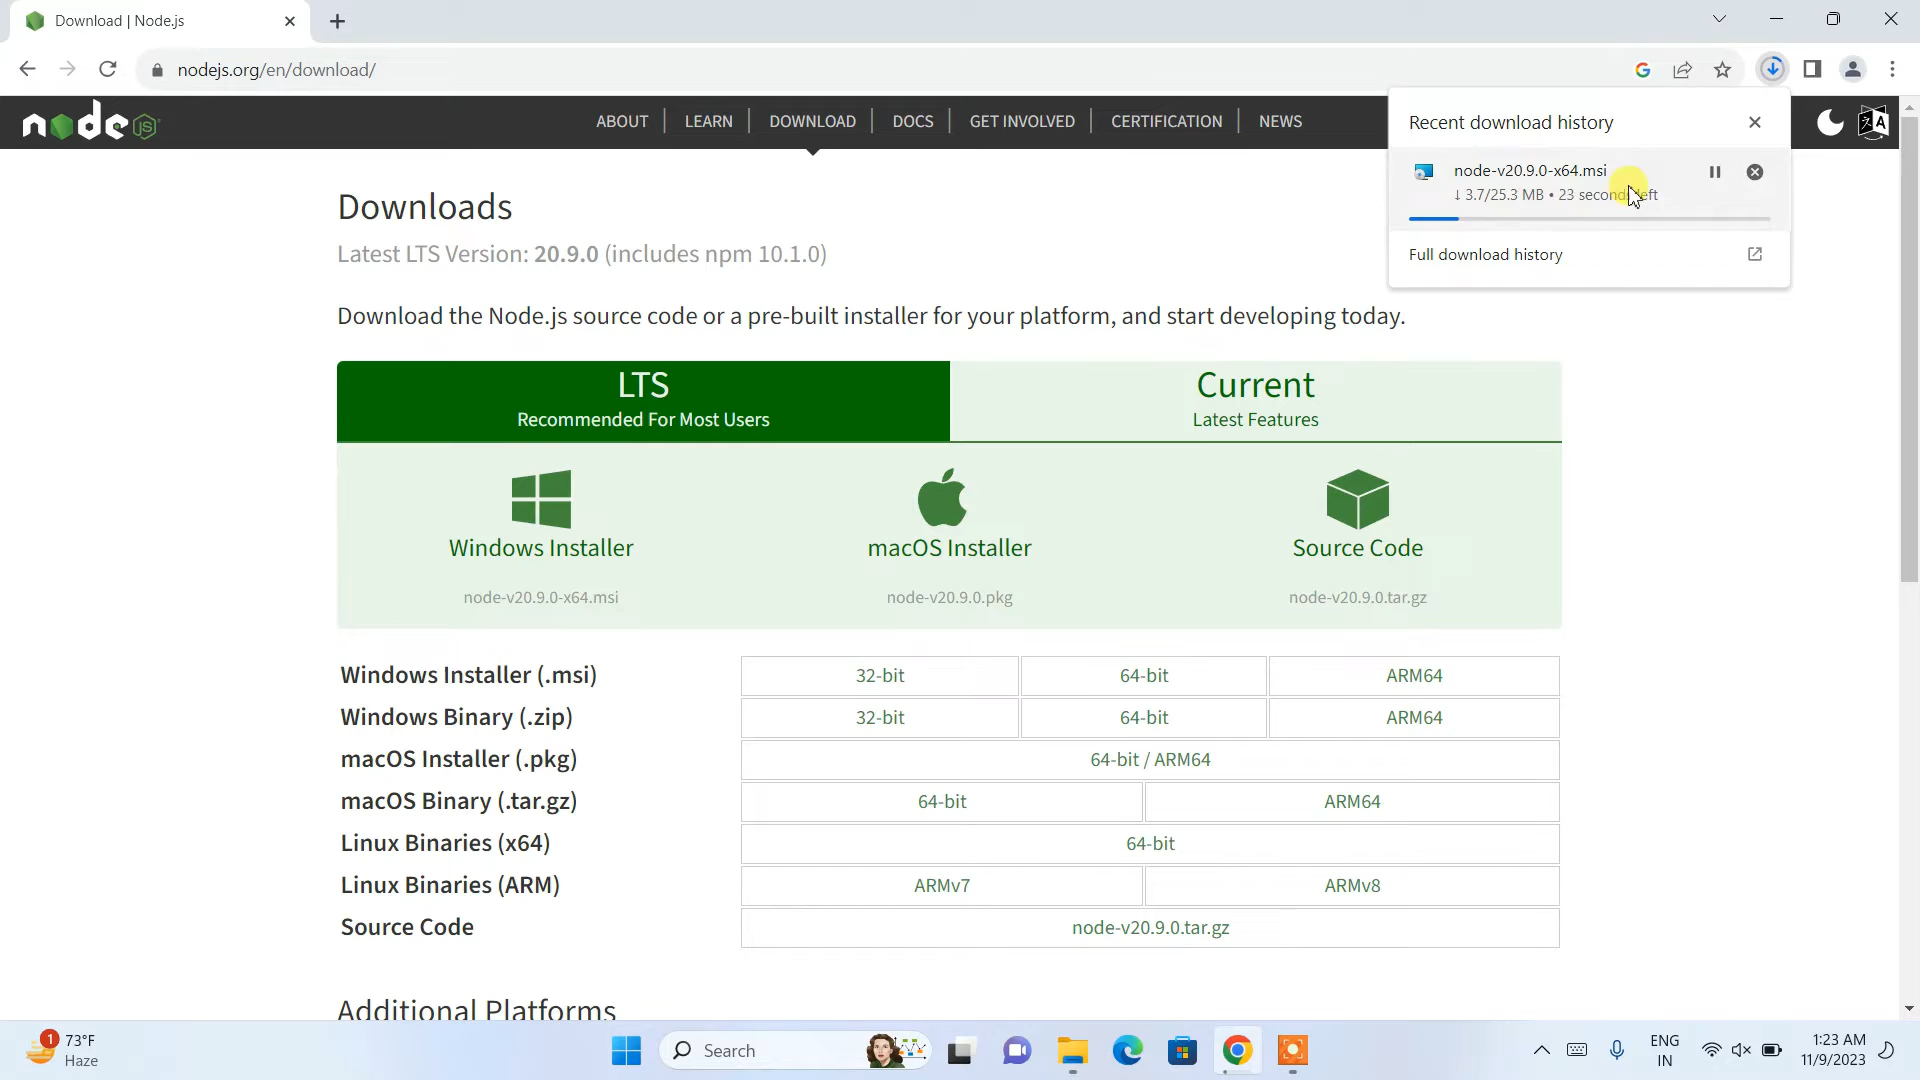 Download | Node.js
nodejs.org/en/download/
node JS
ABOUT
LEARN
DOWNLOAD
DOCS
GET INVOLVED
CERTIFICATION
NEWS
Recent download history
node-v20.9.0-x64.msi
↓ 3.7/25.3 MB • 23 seconds left
Full download history
Downloads
Latest LTS Version: 20.9.0 (includes npm 10.1.0)
Download the Node.js source code or a pre-built installer for your platform, and start developing today.
LTS
Recommended For Most Users
Current
Latest Features
Windows Installer
node-v20.9.0-x64.msi
macOS Installer
node-v20.9.0.pkg
Source Code
node-v20.9.0.tar.gz
Windows Installer (.msi) 32-bit 64-bit ARM64
Windows Binary (.zip) 32-bit 64-bit ARM64
macOS Installer (.pkg) 64-bit / ARM64
macOS Binary (.tar.gz) 64-bit ARM64
Linux Binaries (x64) 64-bit
Linux Binaries (ARM) ARMv7 ARMv8
Source Code node-v20.9.0.tar.gz
Additional Platforms
1
73°F
Haze
Search
ENG
IN
1:23 AM
11/9/2023